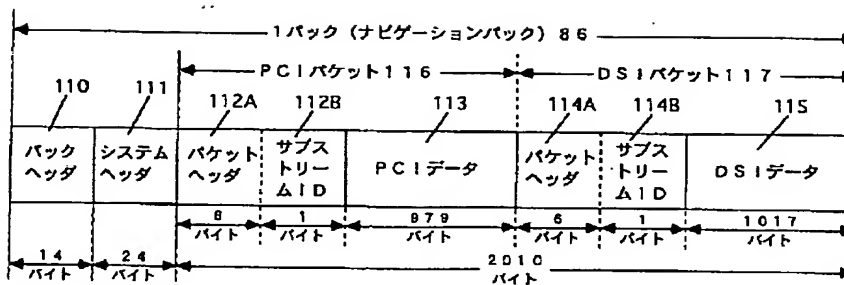 1パック (ナビゲーションパック) 86
PCIパケット116
DSIパケット117
110
111
112A
112B
113
114A
114B
115
パック
ヘッダ
システム
ヘッダ
パケット
ヘッダ
サブス
トリー
ムID
PCIデータ
パケット
ヘッダ
サブス
トリー
ムID
DSIデータ
6
バイト
1
バイト
979
バイト
6
バイト
1
バイト
1017
バイト
14
バイト
24
バイト
2010
バイト